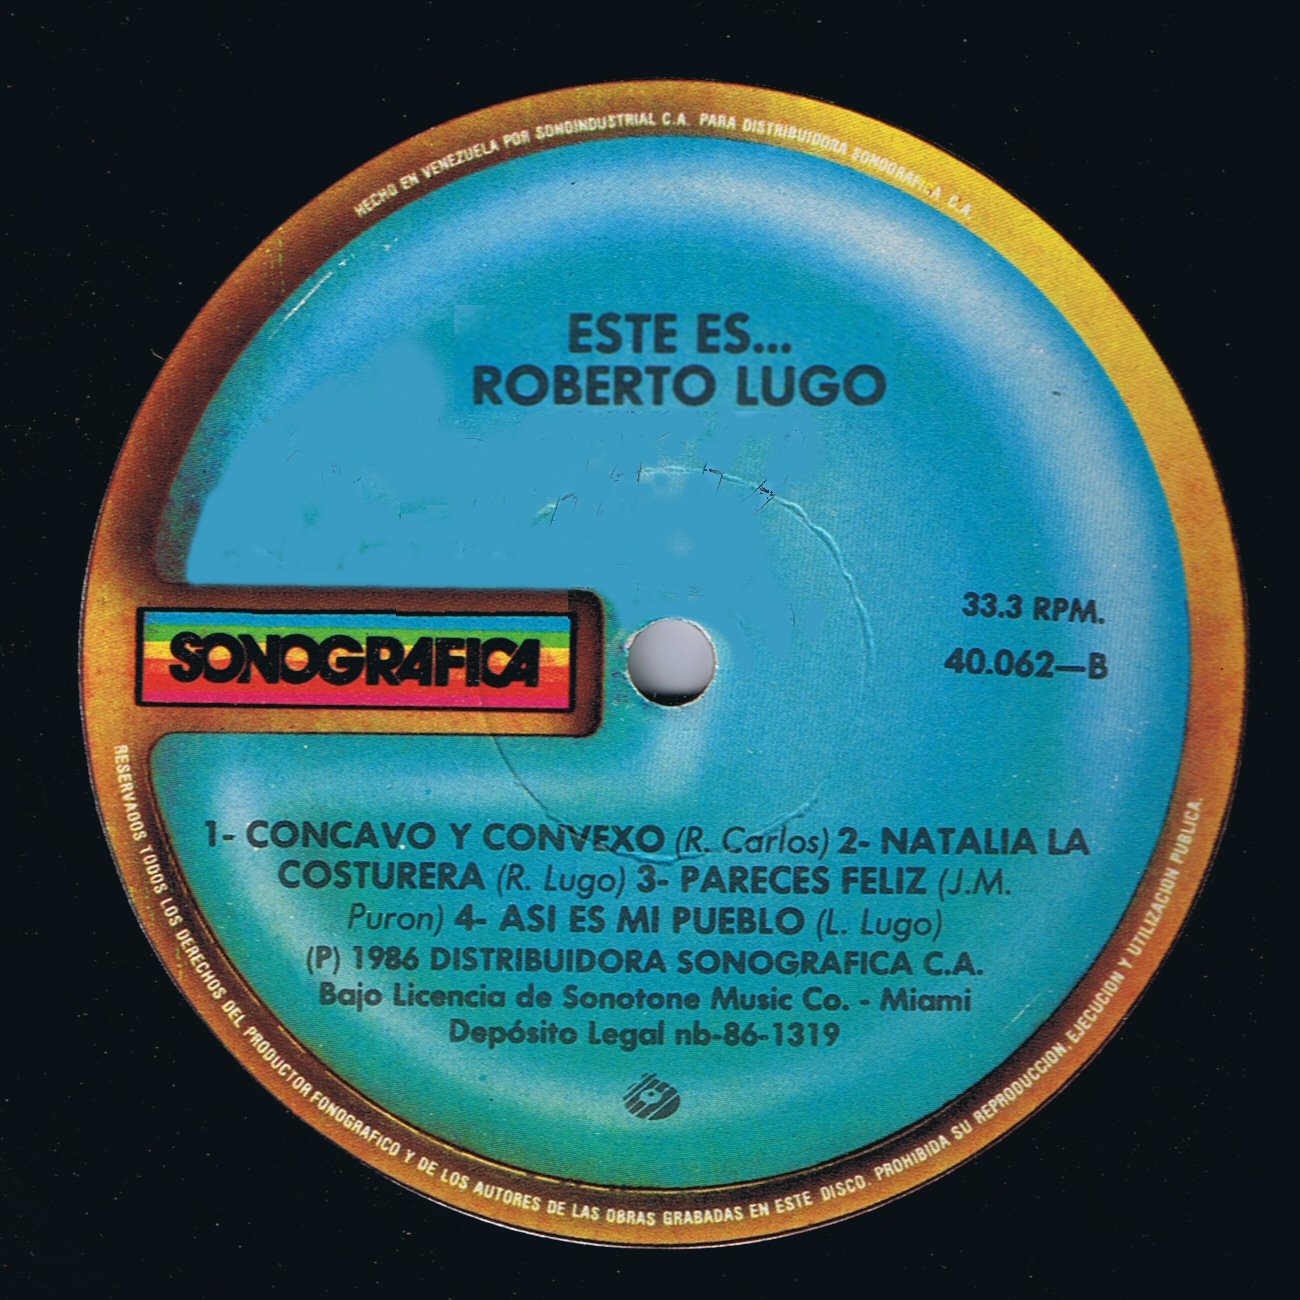 HECHO EN VENEZUELA POR SONOINDUSTRIAL C.A. PARA DISTRIBUIDORA SONOGRAFICA C.A.
ESTE ES...
ROBERTO LUGO
33.3 RPM.
40.062—B
SONOGRAFICA
1- CONCAVO Y CONVEXO (R. Carlos) 2- NATALIA LA
COSTURERA (R. Lugo) 3- PARECES FELIZ (J.M.
Puron) 4- ASI ES MI PUEBLO (L. Lugo)
(P) 1986 DISTRIBUIDORA SONOGRAFICA C.A.
Bajo Licencia de Sonotone Music Co. - Miami
Depósito Legal nb-86-1319
RESERVADOS TODOS LOS DERECHOS DEL PRODUCTOR FONOGRAFICO Y DE LOS AUTORES DE LAS OBRAS GRABADAS EN ESTE DISCO. PROHIBIDA SU REPRODUCCION, EJECUCION Y UTILIZACION PUBLICA.